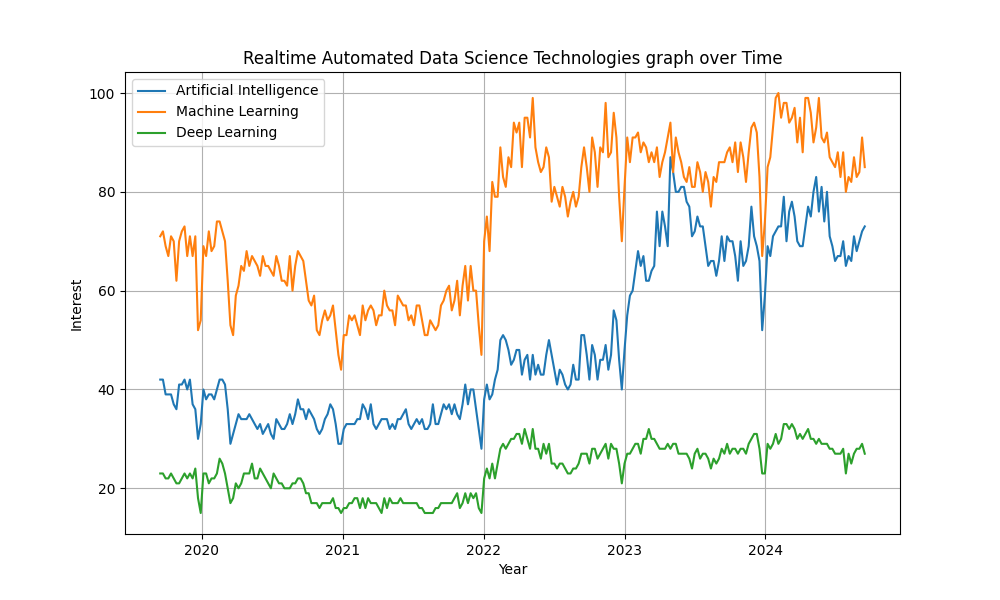 Realtime Automated Data Science Technologies graph over Time
Artificial Intelligence
Machine Learning
Deep Learning
100
80
60
40
20
Interest
2020 2021 2022 2023 2024
Year